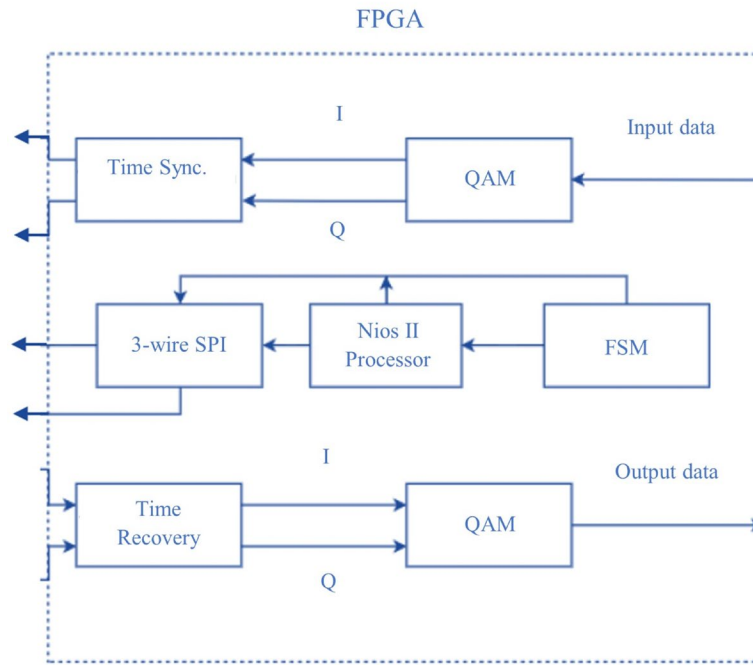 FPGA
I
Input data
Time Sync.
QAM
Q
3-wire SPI
Nios II
Processor
FSM
I
Output data
Time
Recovery
QAM
Q